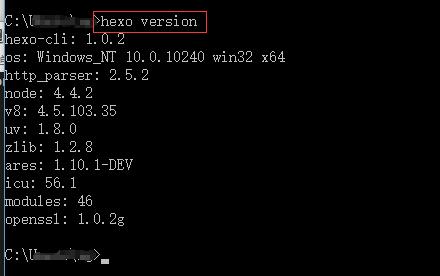 C:\U >hexo version
hexo-cli: 1.0.2
os: Windows_NT 10.0.10240 win32 x64
http_parser: 2.5.2
node: 4.4.2
v8: 4.5.103.35
uv: 1.8.0
zlib: 1.2.8
ares: 1.10.1-DEV
icu: 56.1
modules: 46
openssl: 1.0.2g
C:\U >